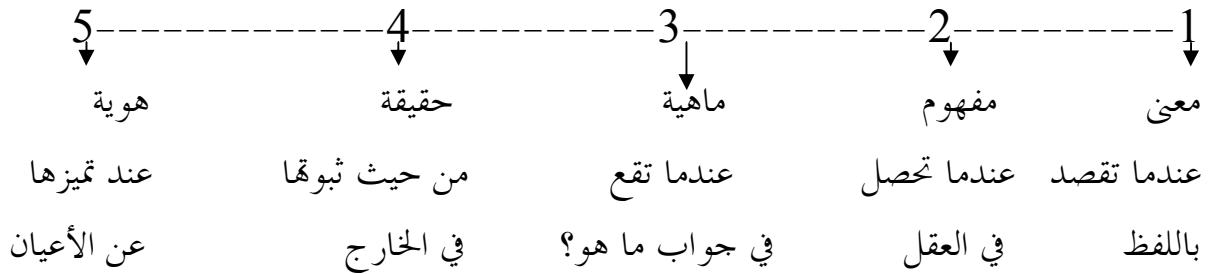 1----------2-----------3-----------4-------------5
معنى مفهوم ماهية حقيقة هوية
عندما تقصد عندما تحصل عندما تقع من حيث ثبوتها عند تميزها
باللفظ في العقل في جواب ما هو؟ في الخارج عن الأعيان